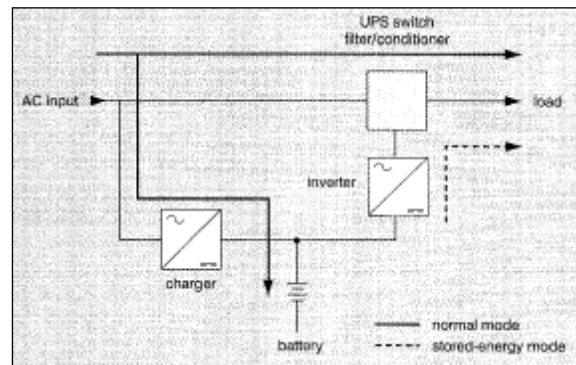 UPS switch
filter/conditioner
AC input
load
inverter
charger
battery
normal mode
stored-energy mode